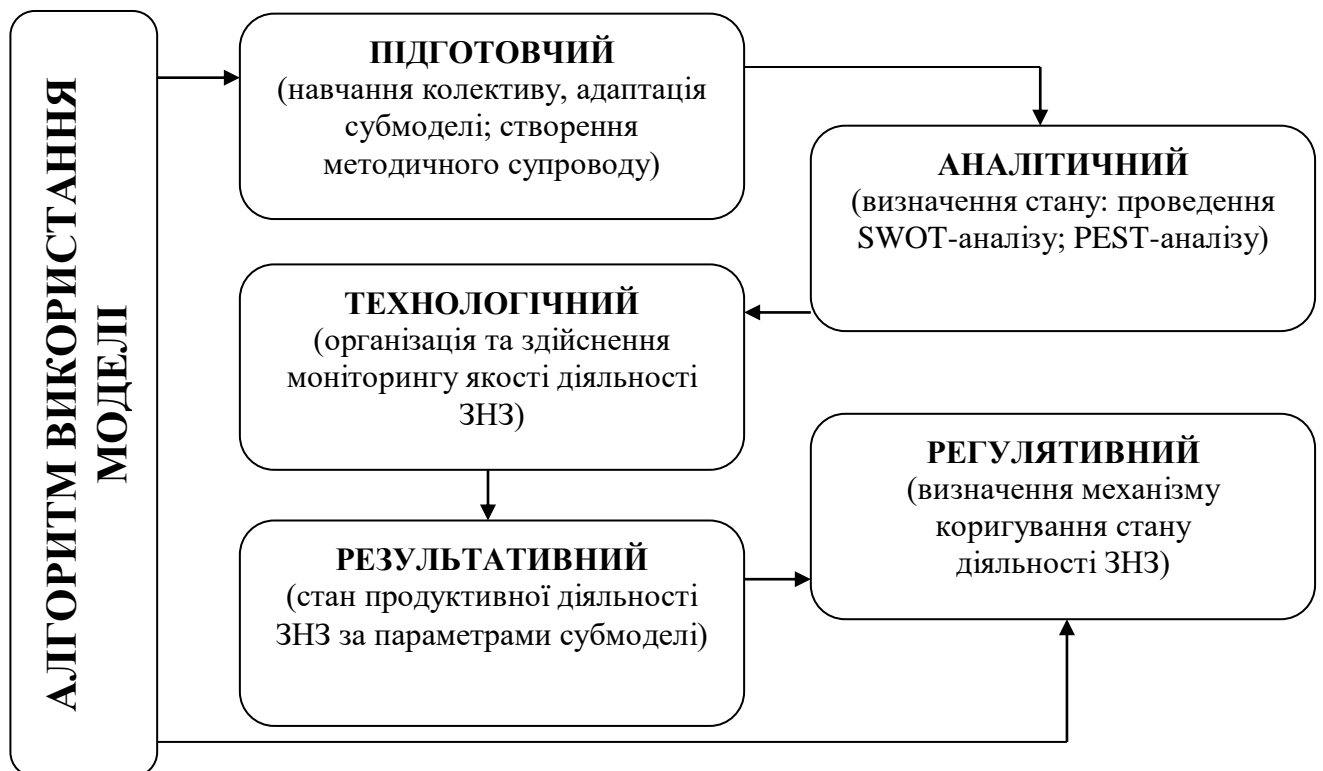 АЛГОРИТМ ВИКОРИСТАННЯ
МОДЕЛІ
ПІДГОТОВЧИЙ
(навчання колективу, адаптація
субмоделі; створення
методичного супроводу)
АНАЛІТИЧНИЙ
(визначення стану: проведення
SWOT-аналізу; PEST-аналізу)
ТЕХНОЛОГІЧНИЙ
(організація та здійснення
моніторингу якості діяльності
ЗНЗ)
РЕЗУЛЬТАТИВНИЙ
(стан продуктивної діяльності
ЗНЗ за параметрами субмоделі)
РЕГУЛЯТИВНИЙ
(визначення механізму
коригування стану
діяльності ЗНЗ)